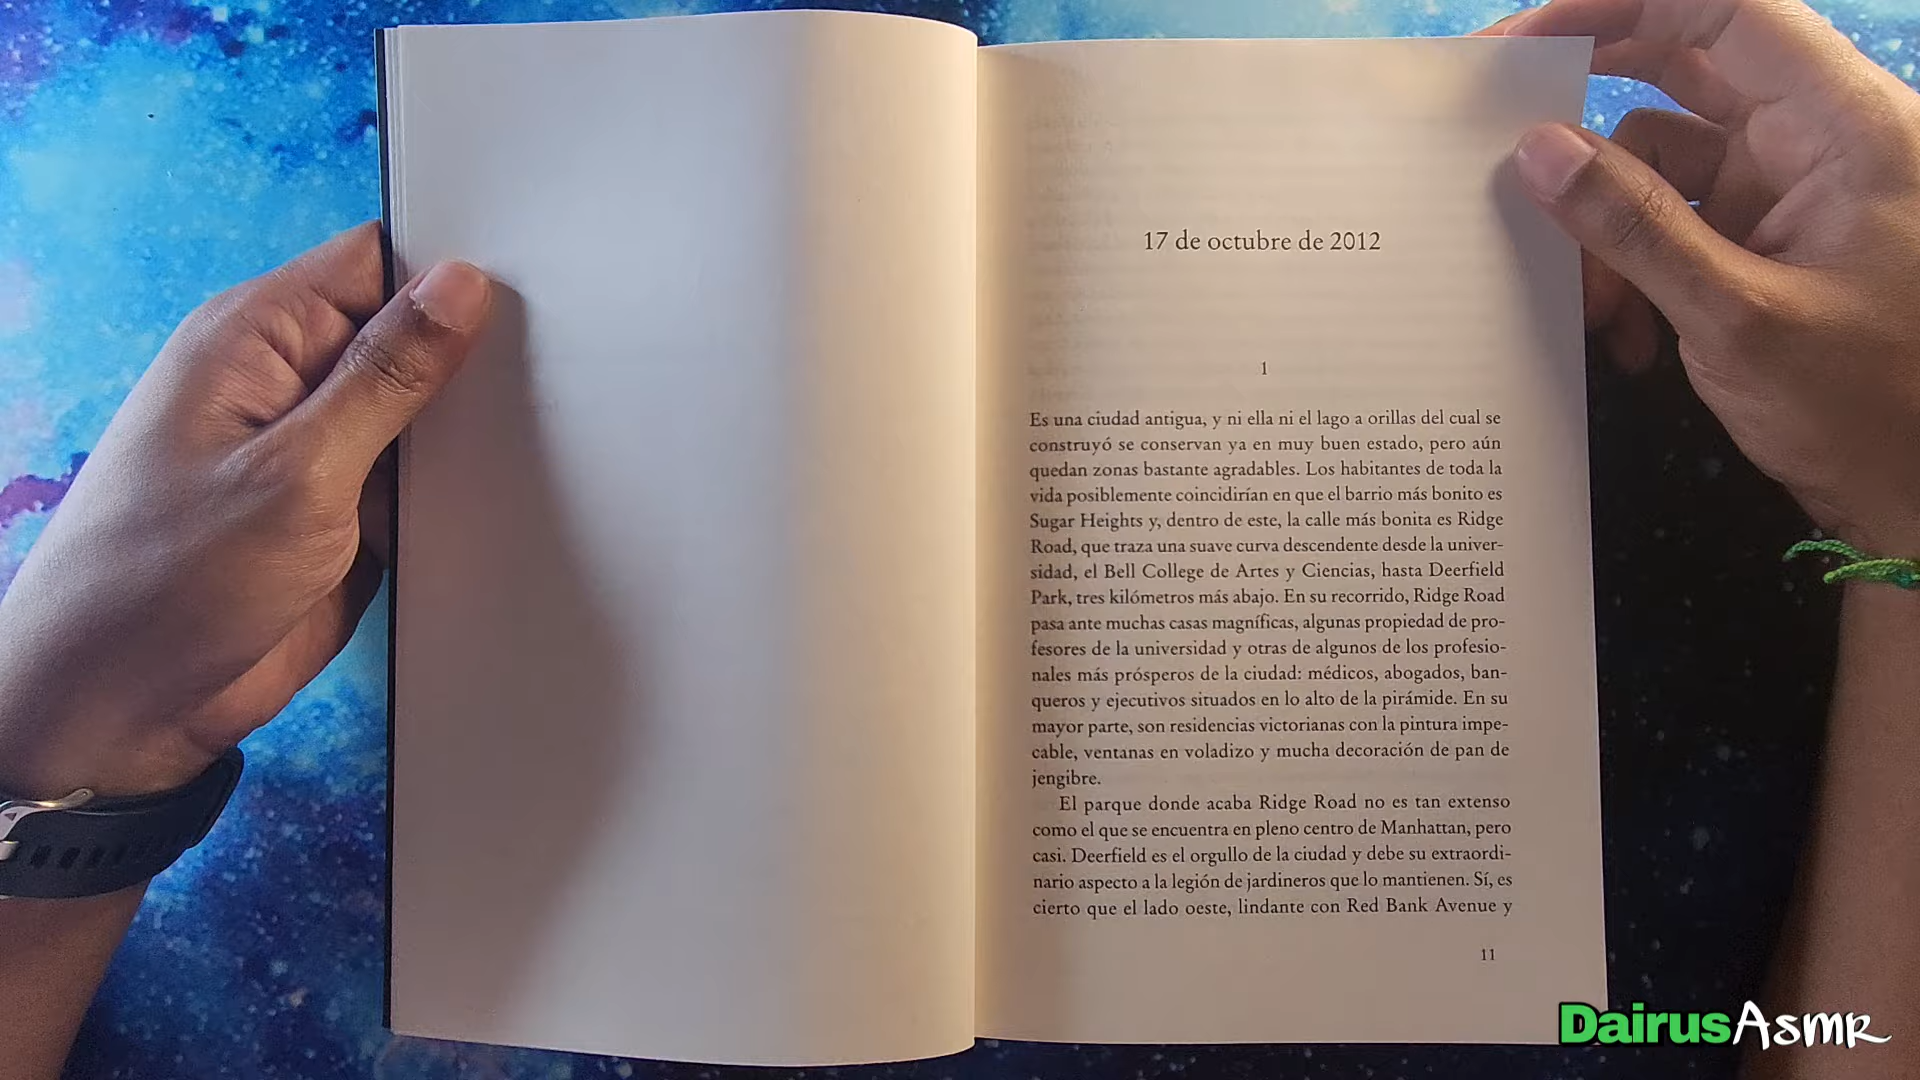 17 de octubre de 2012
1
Es una ciudad antigua, y ni ella ni el lago a orillas del cual se
construyó se conservan ya en muy buen estado, pero aún
quedan zonas bastante agradables. Los habitantes de toda la
vida posiblemente coincidirían en que el barrio más bonito es
Sugar Heights y, dentro de este, la calle más bonita es Ridge
Road, que traza una suave curva descendente desde la univer-
sidad, el Bell College de Artes y Ciencias, hasta Deerfield
Park, tres kilómetros más abajo. En su recorrido, Ridge Road
pasa ante muchas casas magníficas, algunas propiedad de pro-
fesores de la universidad y otras de algunos de los profesio-
nales más prósperos de la ciudad: médicos, abogados, ban-
queros y ejecutivos situados en lo alto de la pirámide. En su
mayor parte, son residencias victorianas con la pintura impe-
cable, ventanas en voladizo y mucha decoración de pan de
jengibre.
El parque donde acaba Ridge Road no es tan extenso
como el que se encuentra en pleno centro de Manhattan, pero
casi. Deerfield es el orgullo de la ciudad y debe su extraordi-
nario aspecto a la legión de jardineros que lo mantienen. Sí, es
cierto que el lado oeste, lindante con Red Bank Avenue y
11
DairusAsmr